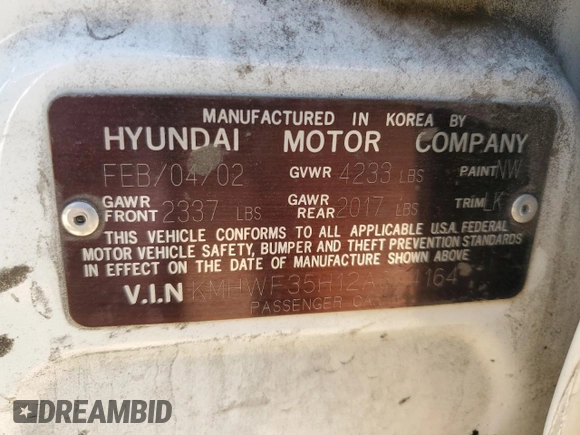 MANUFACTURED IN KOREA BY
HYUNDAI MOTOR COMPANY
FEB/04/02 GVWR 4233 LBS PAINT NW
GAWR FRONT 2337 LBS GAWR REAR 2017 LBS TRIM LK
THIS VEHICLE CONFORMS TO ALL APPLICABLE U.S.A. FEDERAL
MOTOR VEHICLE SAFETY, BUMPER AND THEFT PREVENTION STANDARDS
IN EFFECT ON THE DATE OF MANUFACTURE SHOWN ABOVE
V.I.N
PASSENGER CAR
DREAMBID